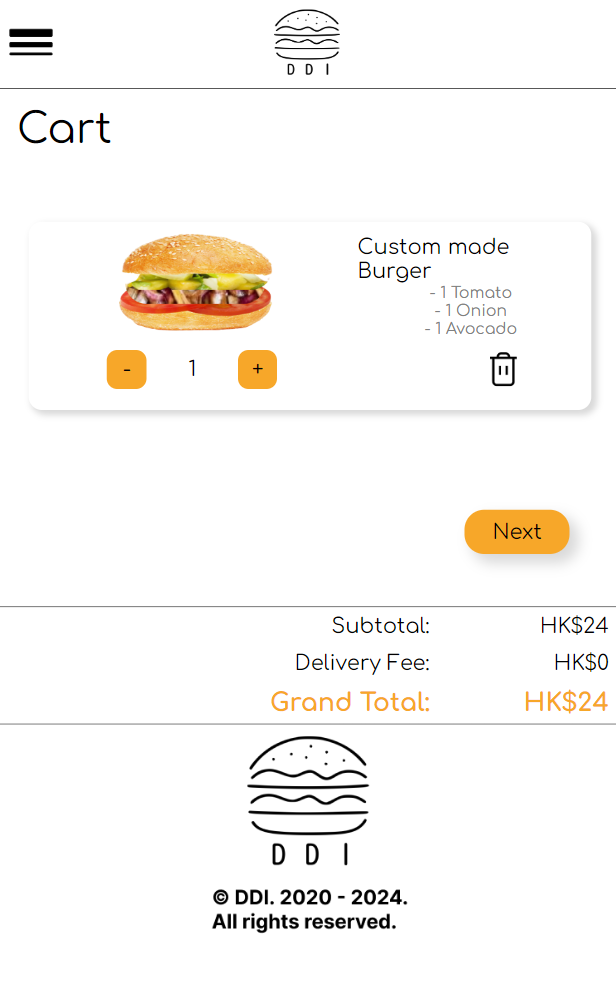 D D I
Cart
Custom made
Burger
- 1 Tomato
- 1 Onion
- 1 Avocado
- 1 +
Next
Subtotal: HK$24
Delivery Fee: HK$0
Grand Total: HK$24
D D I
© DDI. 2020 - 2024.
All rights reserved.